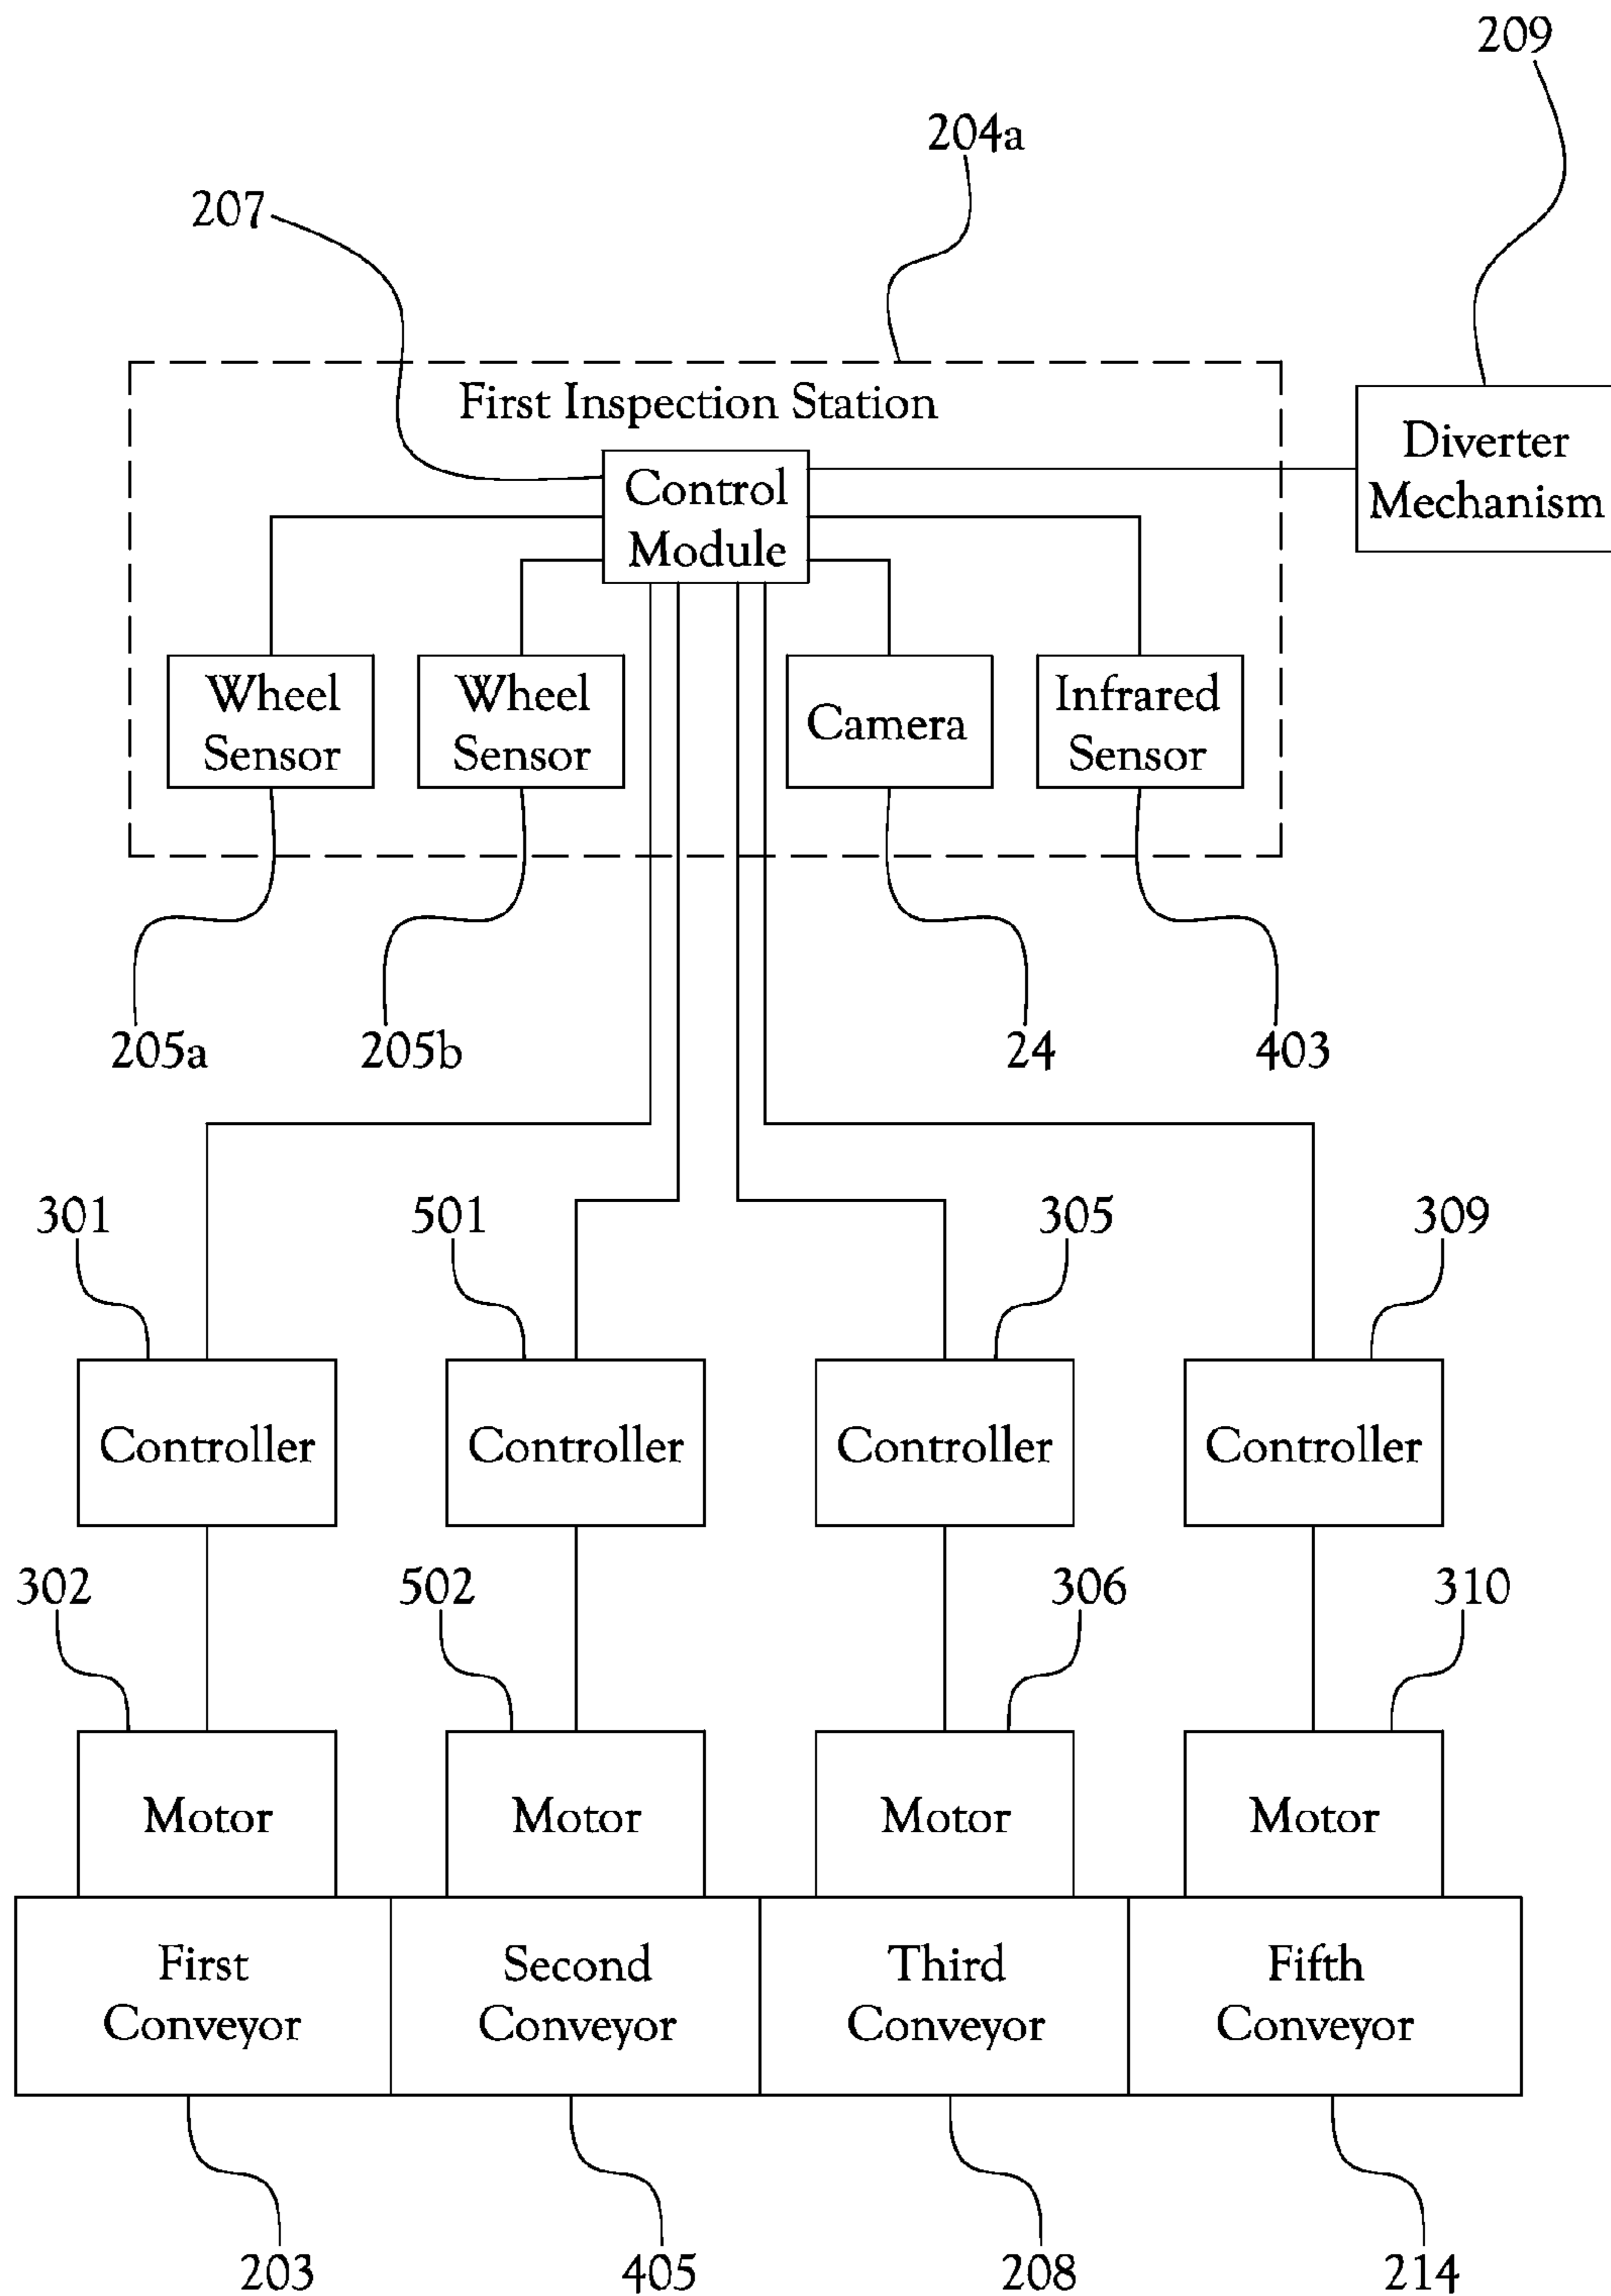 209
204a
207
First Inspection Station
Diverter
Mechanism
Control
Module
Wheel
Sensor
Wheel
Sensor
Camera
Infrared
Sensor
205a
205b
24
403
301
501
305
309
Controller
Controller
Controller
Controller
302
502
306
310
Motor
Motor
Motor
Motor
First
Conveyor
Second
Conveyor
Third
Conveyor
Fifth
Conveyor
203
405
208
214